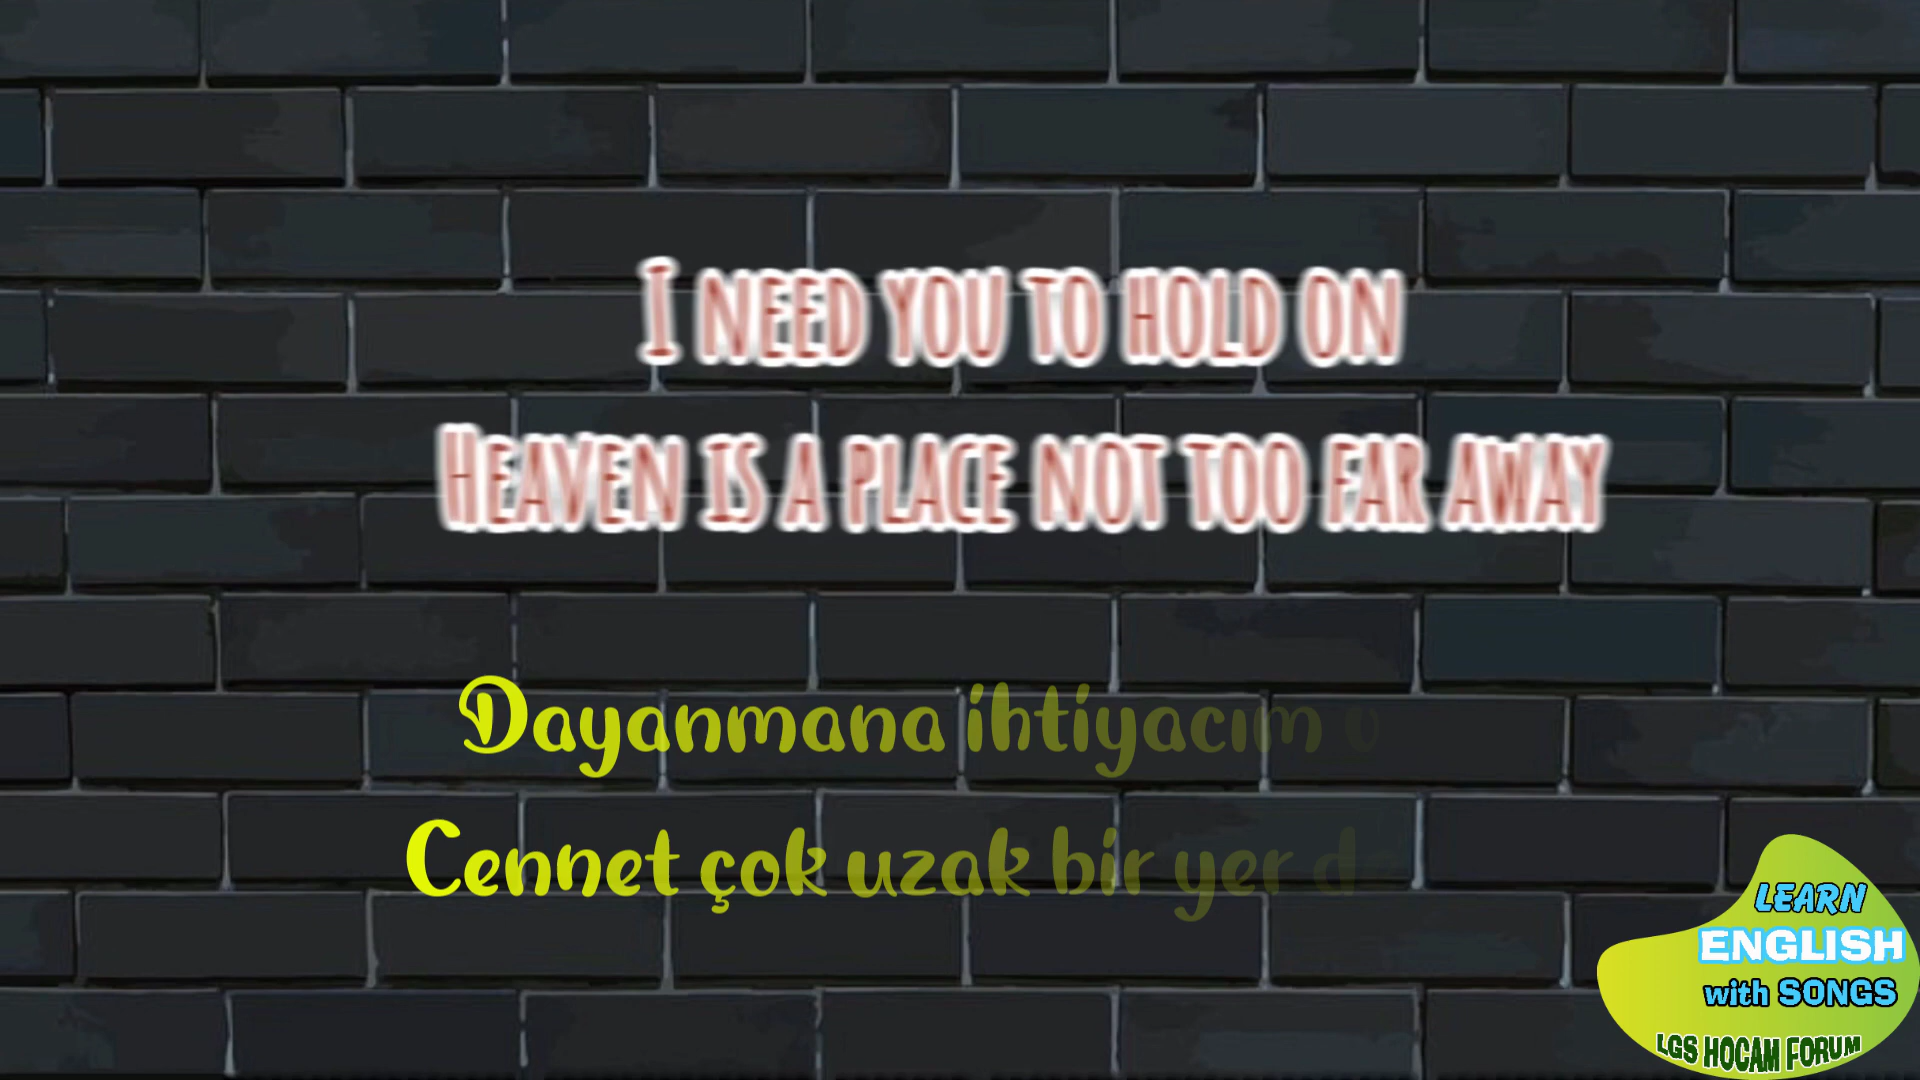 I need you to hold on
Heaven is a place not too far away
Dayanmana ihtiyacım
Cennet çok uzak bir yer
LEARN
ENGLISH
with SONGS
LGS HOCAM FORUM